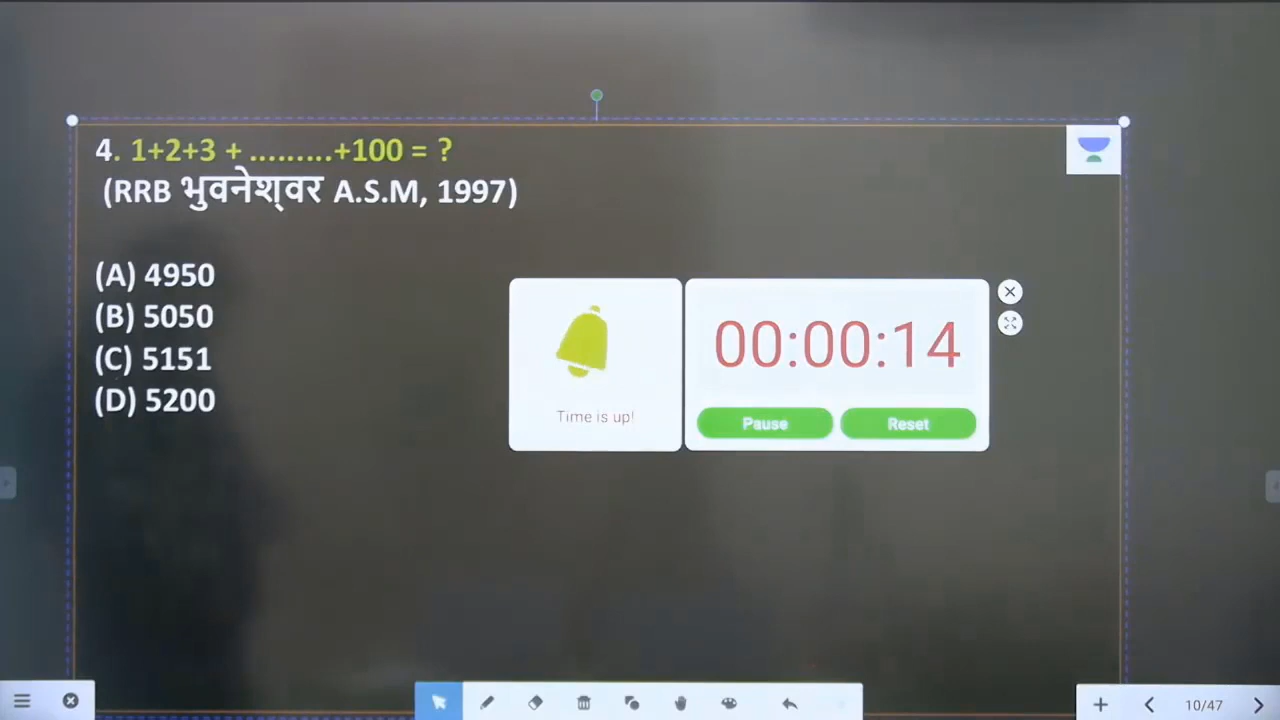 4. 1+2+3 + .........+100 = ?
(RRB भुवनेश्वर A.S.M, 1997)
(A) 4950
(B) 5050
(C) 5151
(D) 5200
00:00:14
Time is up!
Pause
Reset
10/47